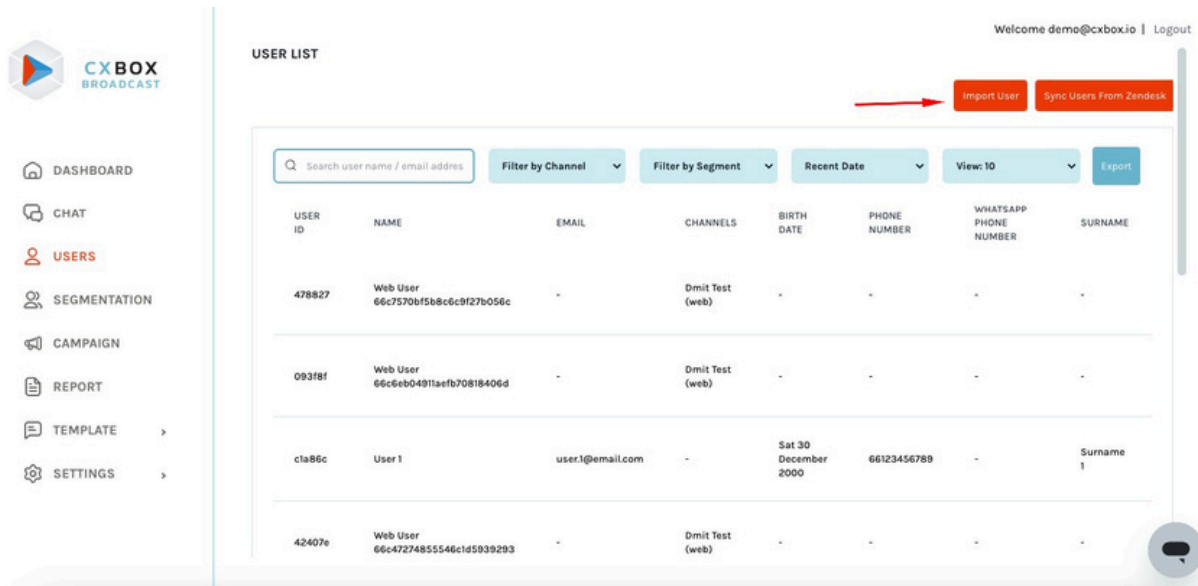 Welcome demo@cxbox.io | Logout
CXBOX
BROADCAST
USER LIST
Import User
Sync Users From Zendesk
DASHBOARD
CHAT
USERS
SEGMENTATION
CAMPAIGN
REPORT
TEMPLATE
SETTINGS
Search user name / email addres
Filter by Channel
Filter by Segment
Recent Date
View: 10
Export
USER ID
NAME
EMAIL
CHANNELS
BIRTH DATE
PHONE NUMBER
WHATSAPP PHONE NUMBER
SURNAME
478827
Web User
66c7570bf5b8c6c9f27b056c
-
Dmit Test
(web)
-
-
-
-
093f8f
Web User
66c6eb04911aefb70818406d
-
Dmit Test
(web)
-
-
-
-
c1a86c
User 1
user.1@email.com
-
Sat 30
December
2000
66123456789
-
Surname
1
42407e
Web User
66c47274855546c1d5939293
-
Dmit Test
(web)
-
-
-
-